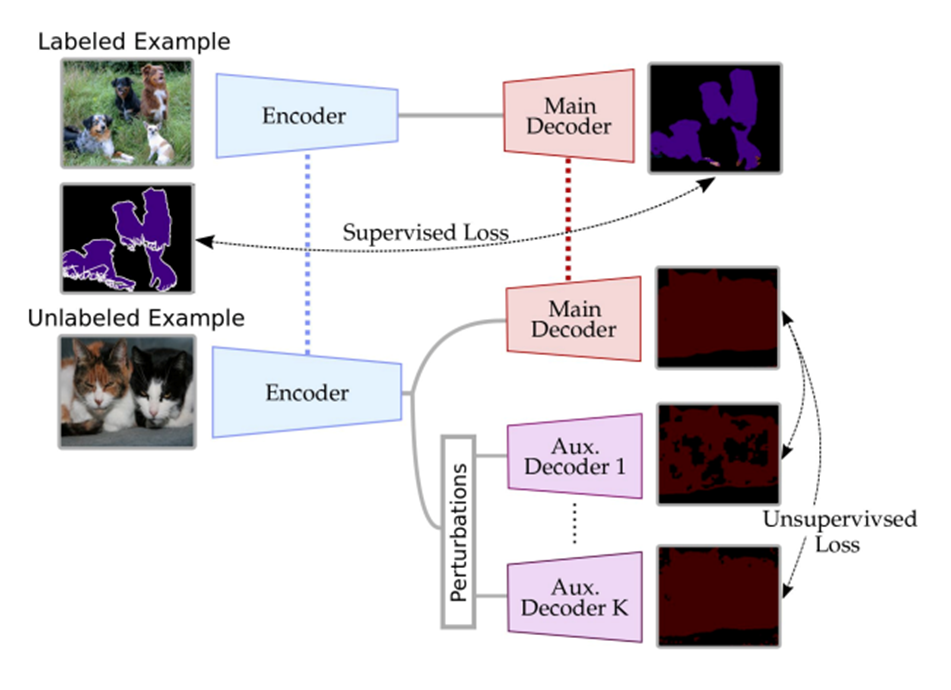 Labeled Example
Encoder
Main
Decoder
Supervised Loss
Unlabeled Example
Main
Decoder
Encoder
Perturbations
Aux.
Decoder 1
Unsupervivsed
Loss
Aux.
Decoder K